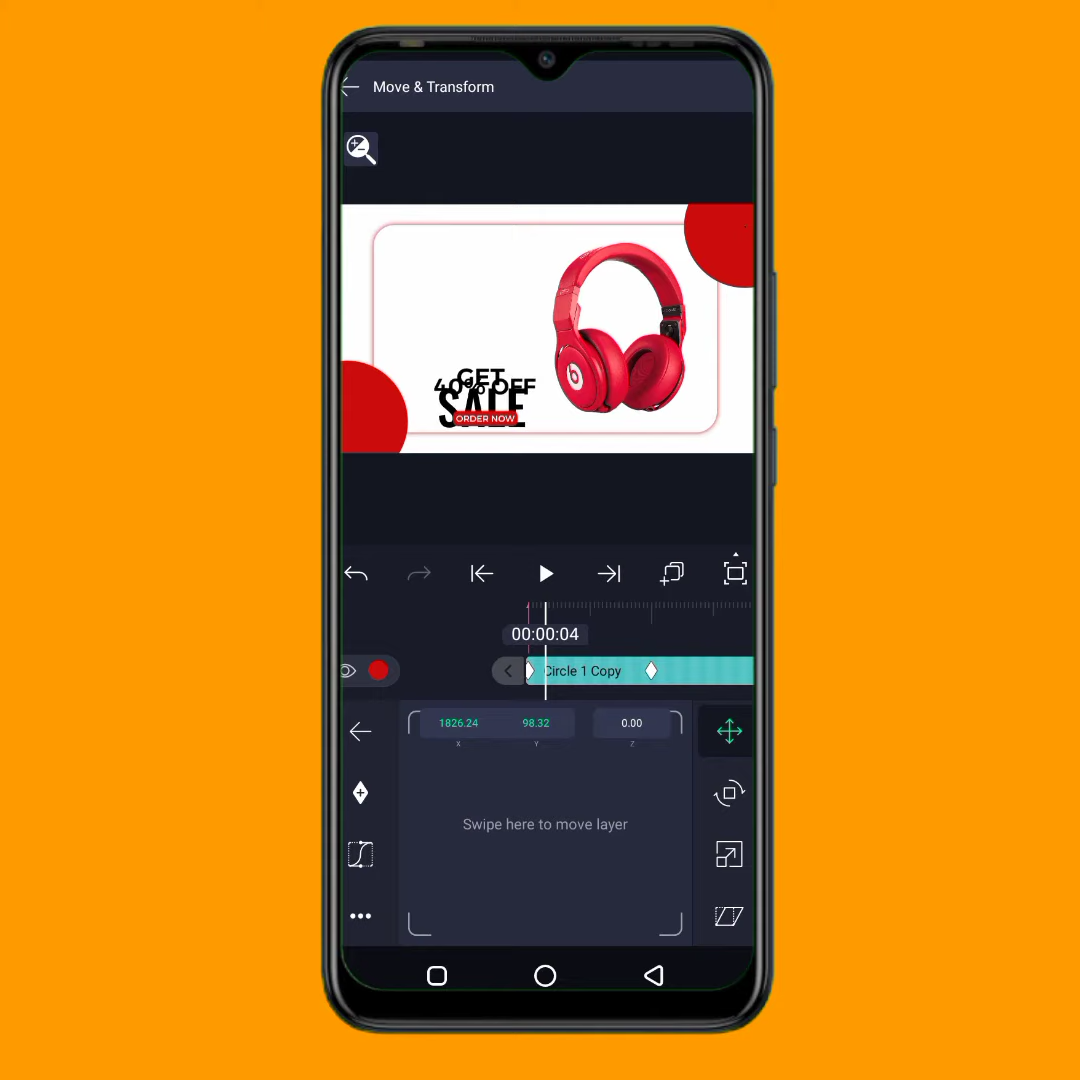 Move & Transform
GET
40% OFF
SALE
ORDER NOW
00:00:04
Circle 1 Copy
1826.24 98.32 0.00
X Y Z
Swipe here to move layer